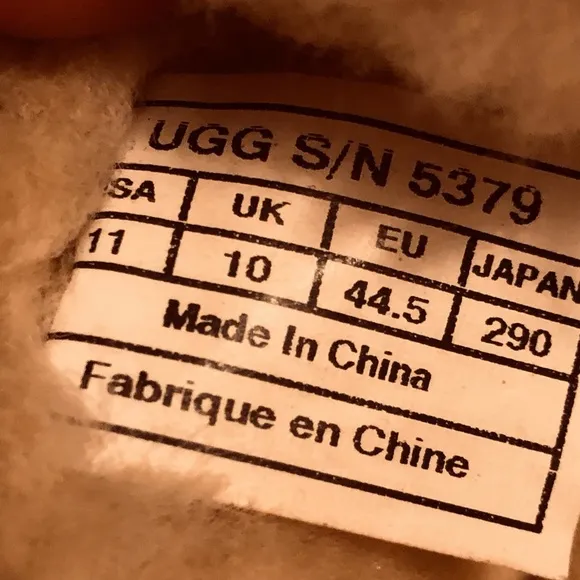 UGG S/N 5379
SA UK EU JAPAN
11 10 44.5 290
Made In China
Fabrique en Chine